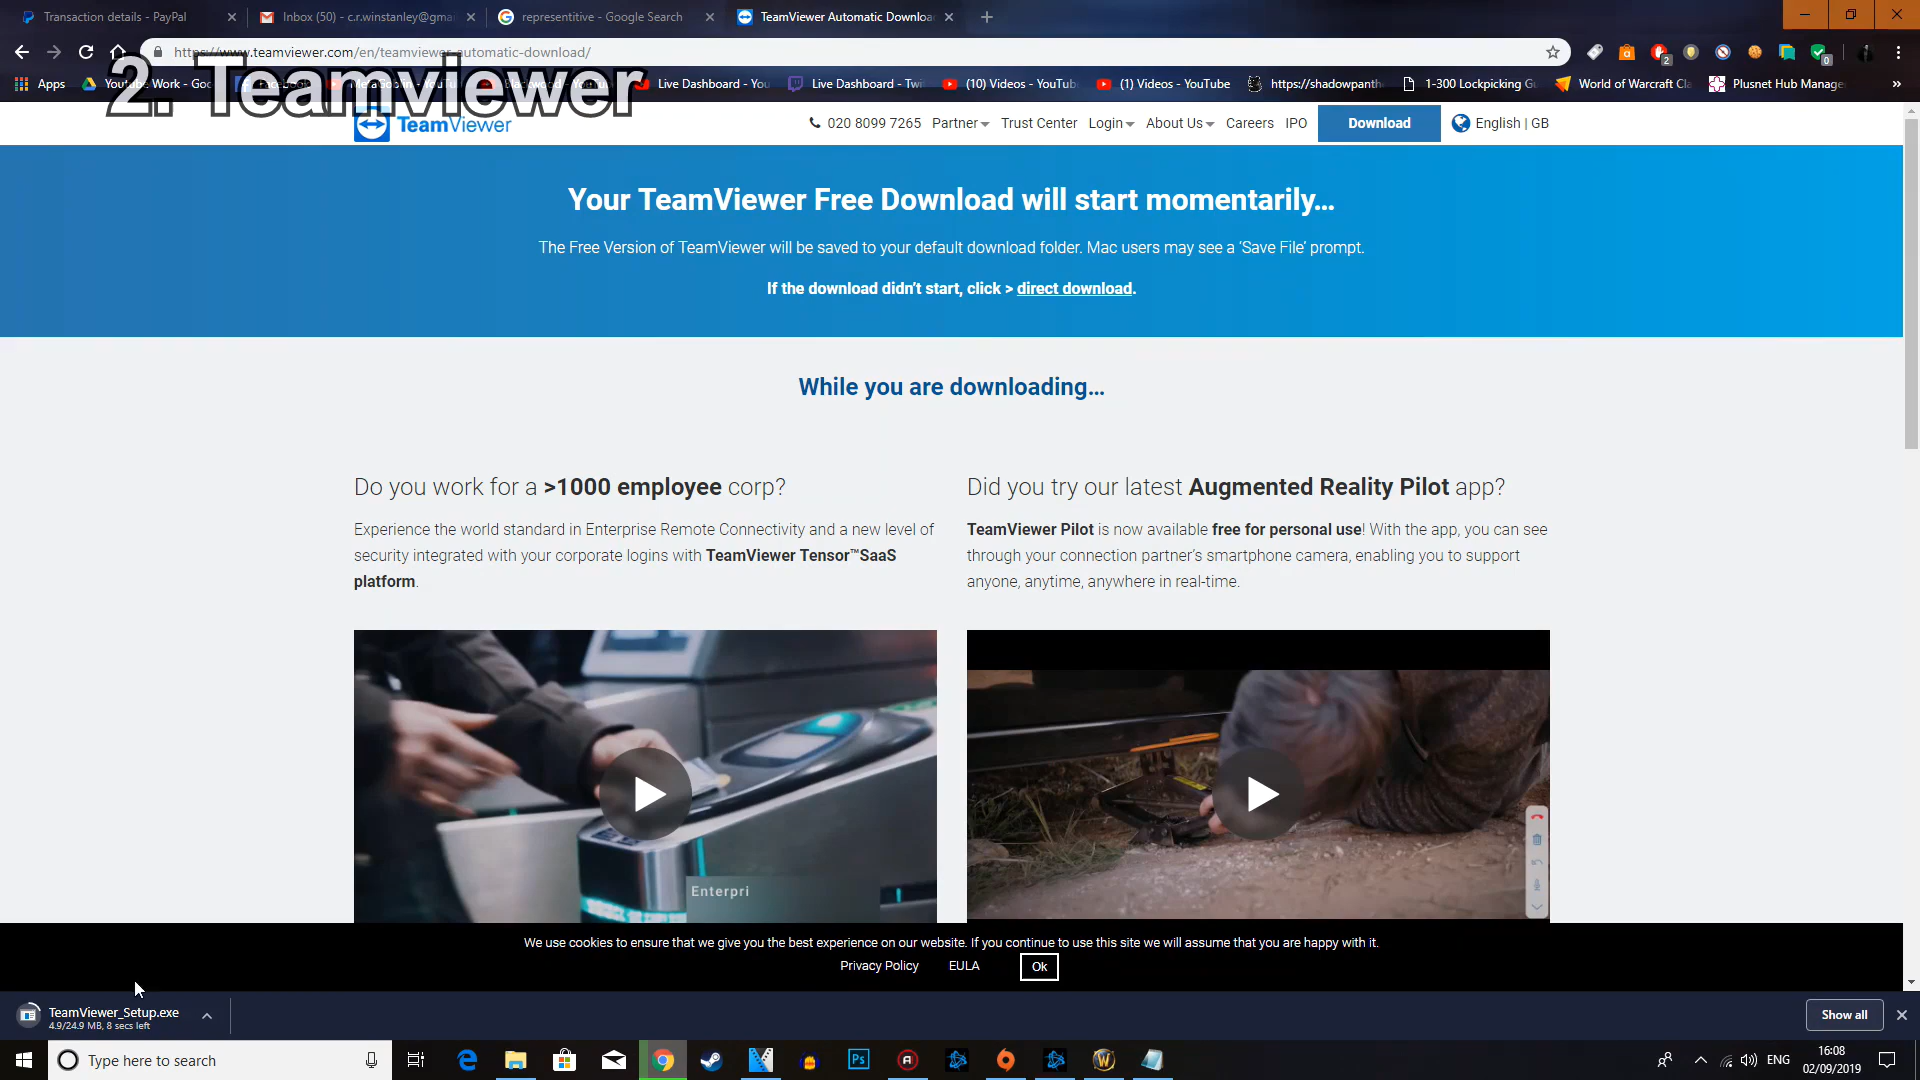 Transaction details - PayPal
Inbox (50) - c.r.winstanley@gmai
representitive - Google Search
TeamViewer Automatic Downloa
https://www.teamviewer.com/en/teamviewer-automatic-download/
2. Teamviewer
Apps
Youtube Work - Goo
Facebook
MetaGoblin - YouTu
Live Dashboard - You
Live Dashboard - Twi
(10) Videos - YouTub
(1) Videos - YouTube
https://shadowpanthe
1-300 Lockpicking Gu
World of Warcraft Cla
Plusnet Hub Manage
2
0
TeamViewer
020 8099 7265
Partner
Trust Center
Login
About Us
Careers
IPO
Download
English | GB
Your TeamViewer Free Download will start momentarily...
The Free Version of TeamViewer will be saved to your default download folder. Mac users may see a ‘Save File’ prompt.
If the download didn’t start, click > direct download.
While you are downloading...
Do you work for a >1000 employee corp?
Experience the world standard in Enterprise Remote Connectivity and a new level of
security integrated with your corporate logins with TeamViewer Tensor™SaaS
platform.
Did you try our latest Augmented Reality Pilot app?
TeamViewer Pilot is now available free for personal use! With the app, you can see
through your connection partner’s smartphone camera, enabling you to support
anyone, anytime, anywhere in real-time.
Enterpri
We use cookies to ensure that we give you the best experience on our website. If you continue to use this site we will assume that you are happy with it.
Privacy Policy
EULA
Ok
TeamViewer_Setup.exe
4.9/24.9 MB, 8 secs left
Show all
Type here to search
Ps
ENG
16:08
02/09/2019